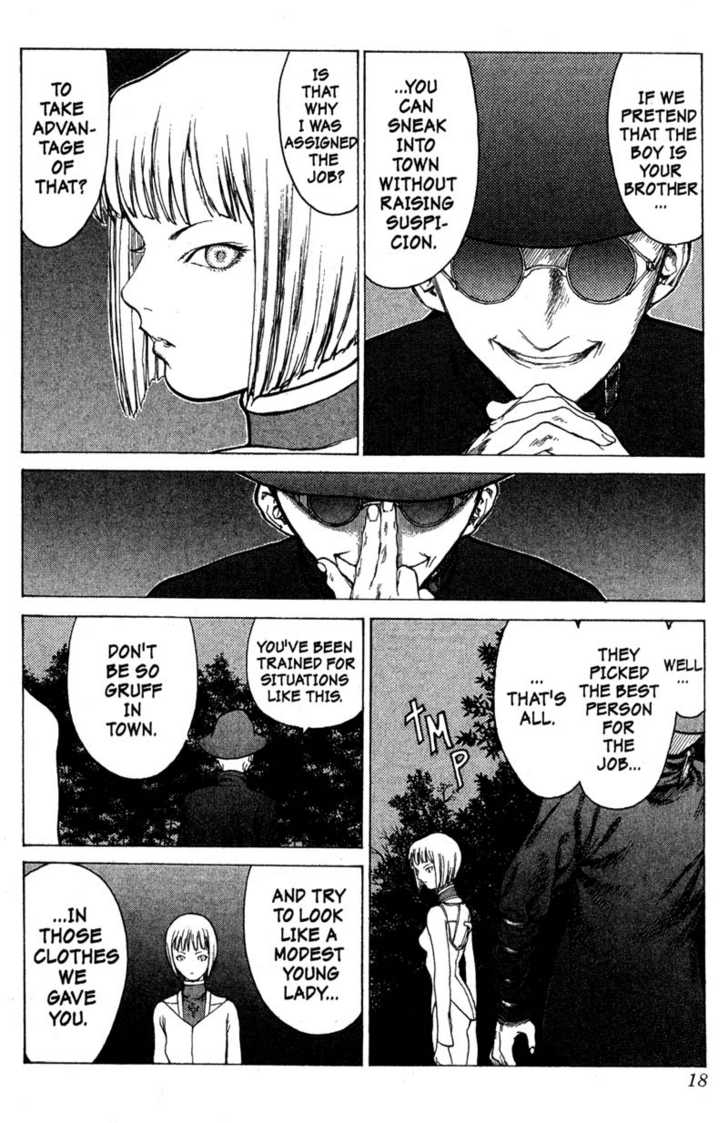 IF WE
PRETEND
THAT THE
BOY IS
YOUR
BROTHER
...
...YOU
CAN
SNEAK
INTO
TOWN
WITHOUT
RAISING
SUSPI-
CION.
IS
THAT
WHY
I WAS
ASSIGNED
THE
JOB?
TO
TAKE
ADVAN-
TAGE
OF
THAT?
WELL
...
THEY
PICKED
THE BEST
PERSON
FOR
THE
JOB...
...
THAT'S
ALL.
TMP
YOU'VE BEEN
TRAINED FOR
SITUATIONS
LIKE THIS.
DON'T
BE SO
GRUFF
IN
TOWN.
AND TRY
TO LOOK
LIKE A
MODEST
YOUNG
LADY...
...IN
THOSE
CLOTHES
WE
GAVE
YOU.
18